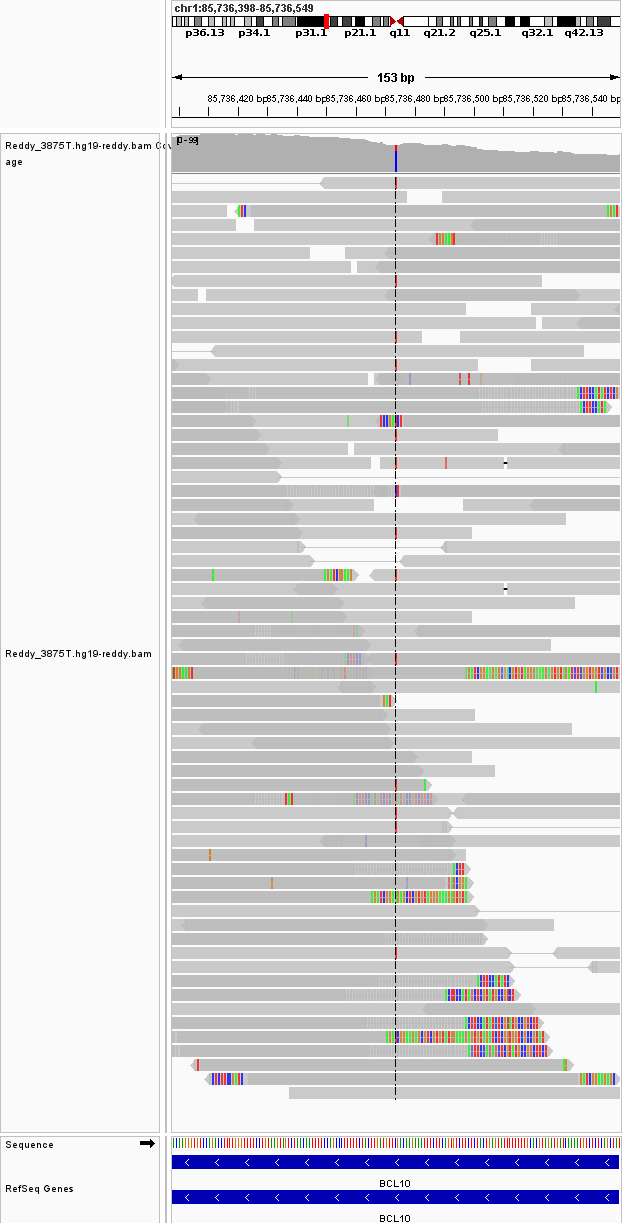 chr1:85,736,398-85,736,549
p36.13 p34.1 p31.1 p21.1 q11 q21.2 q25.1 q32.1 q42.13
153 bp
85,736,420 bp 85,736,440 bp 85,736,460 bp 85,736,480 bp 85,736,500 bp 85,736,520 bp 85,736,540 bp
[0 - 99]
Reddy_3875T.hg19-reddy.bam Cov
age
Reddy_3875T.hg19-reddy.bam
Sequence
BCL10
RefSeq Genes
BCL10